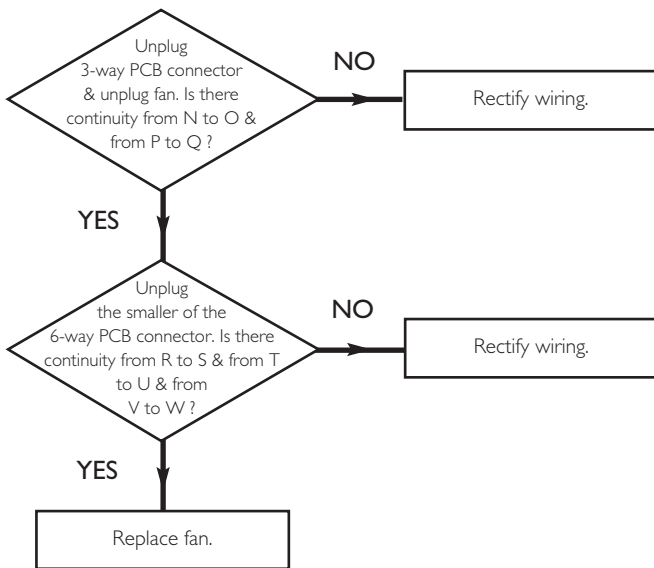 Unplug
3-way PCB connector
& unplug fan. Is there
continuity from N to O &
from P to Q ?
NO
Rectify wiring.
YES
Unplug
the smaller of the
6-way PCB connector. Is there
continuity from R to S & from T
to U & from
V to W ?
NO
Rectify wiring.
YES
Replace fan.